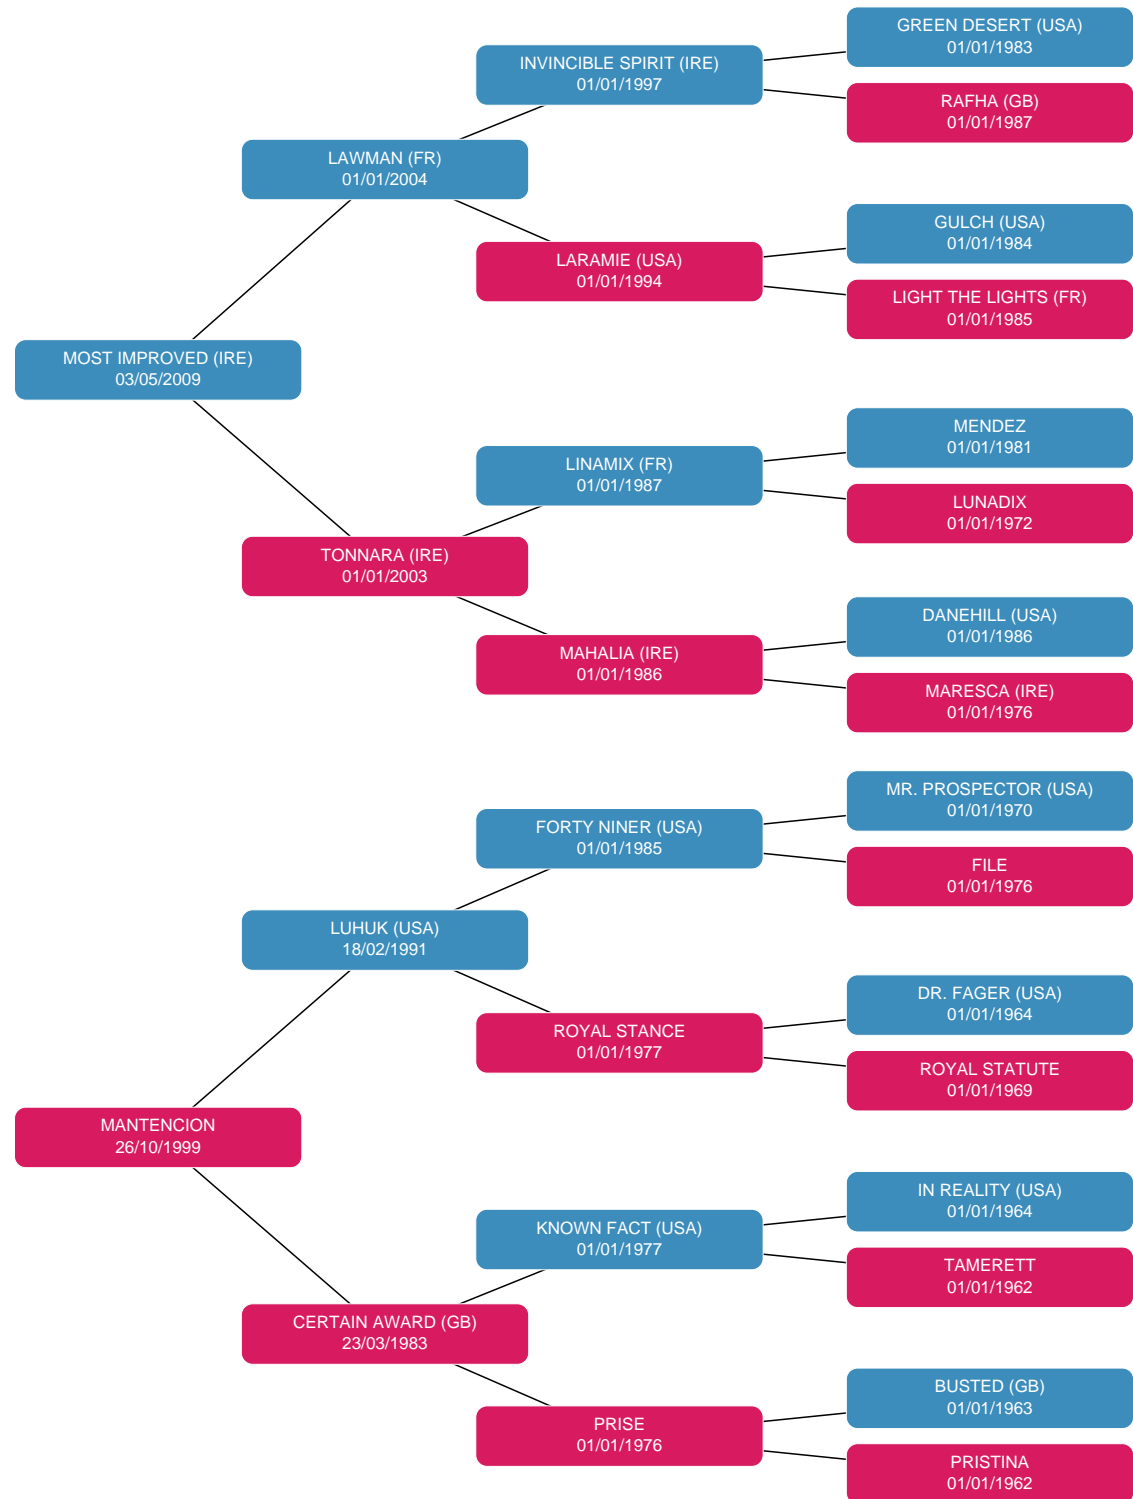 GREEN DESERT (USA)
01/01/1983
INVINCIBLE SPIRIT (IRE)
01/01/1997
RAFHA (GB)
01/01/1987
LAWMAN (FR)
01/01/2004
GULCH (USA)
01/01/1984
LARAMIE (USA)
01/01/1994
LIGHT THE LIGHTS (FR)
01/01/1985
MOST IMPROVED (IRE)
03/05/2009
MENDEZ
01/01/1981
LINAMIX (FR)
01/01/1987
LUNADIX
01/01/1972
TONNARA (IRE)
01/01/2003
DANEHILL (USA)
01/01/1986
MAHALIA (IRE)
01/01/1986
MARESCA (IRE)
01/01/1976
MR. PROSPECTOR (USA)
01/01/1970
FORTY NINER (USA)
01/01/1985
FILE
01/01/1976
LUHUK (USA)
18/02/1991
DR. FAGER (USA)
01/01/1964
ROYAL STANCE
01/01/1977
ROYAL STATUTE
01/01/1969
MANTENCION
26/10/1999
IN REALITY (USA)
01/01/1964
KNOWN FACT (USA)
01/01/1977
TAMERETT
01/01/1962
CERTAIN AWARD (GB)
23/03/1983
BUSTED (GB)
01/01/1963
PRISE
01/01/1976
PRISTINA
01/01/1962